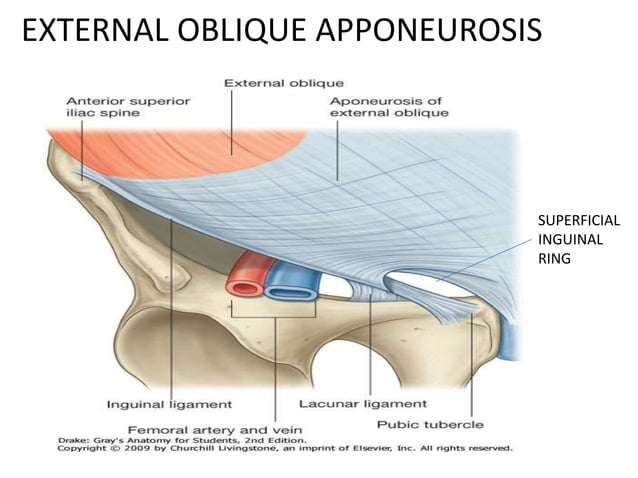 EXTERNAL OBLIQUE APPONEUROSIS
External oblique
Anterior superior
iliac spine
Aponeurosis of
external oblique
SUPERFICIAL
INGUINAL
RING
Inguinal ligament
Lacunar ligament
Femoral artery and vein
Pubic tubercle
Drake: Gray's Anatomy for Students, 2nd Edition.
Copyright © 2009 by Churchill Livingstone, an imprint of Elsevier, Inc. All rights reserved.